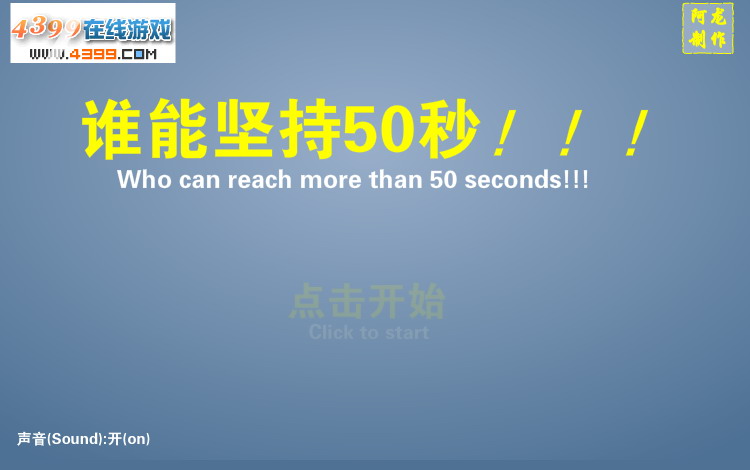 4399在线游戏
www.4399.com
阿龙
制作
谁能坚持50秒！！！
Who can reach more than 50 seconds!!!
点击开始
Click to start
声音(Sound):开(on)